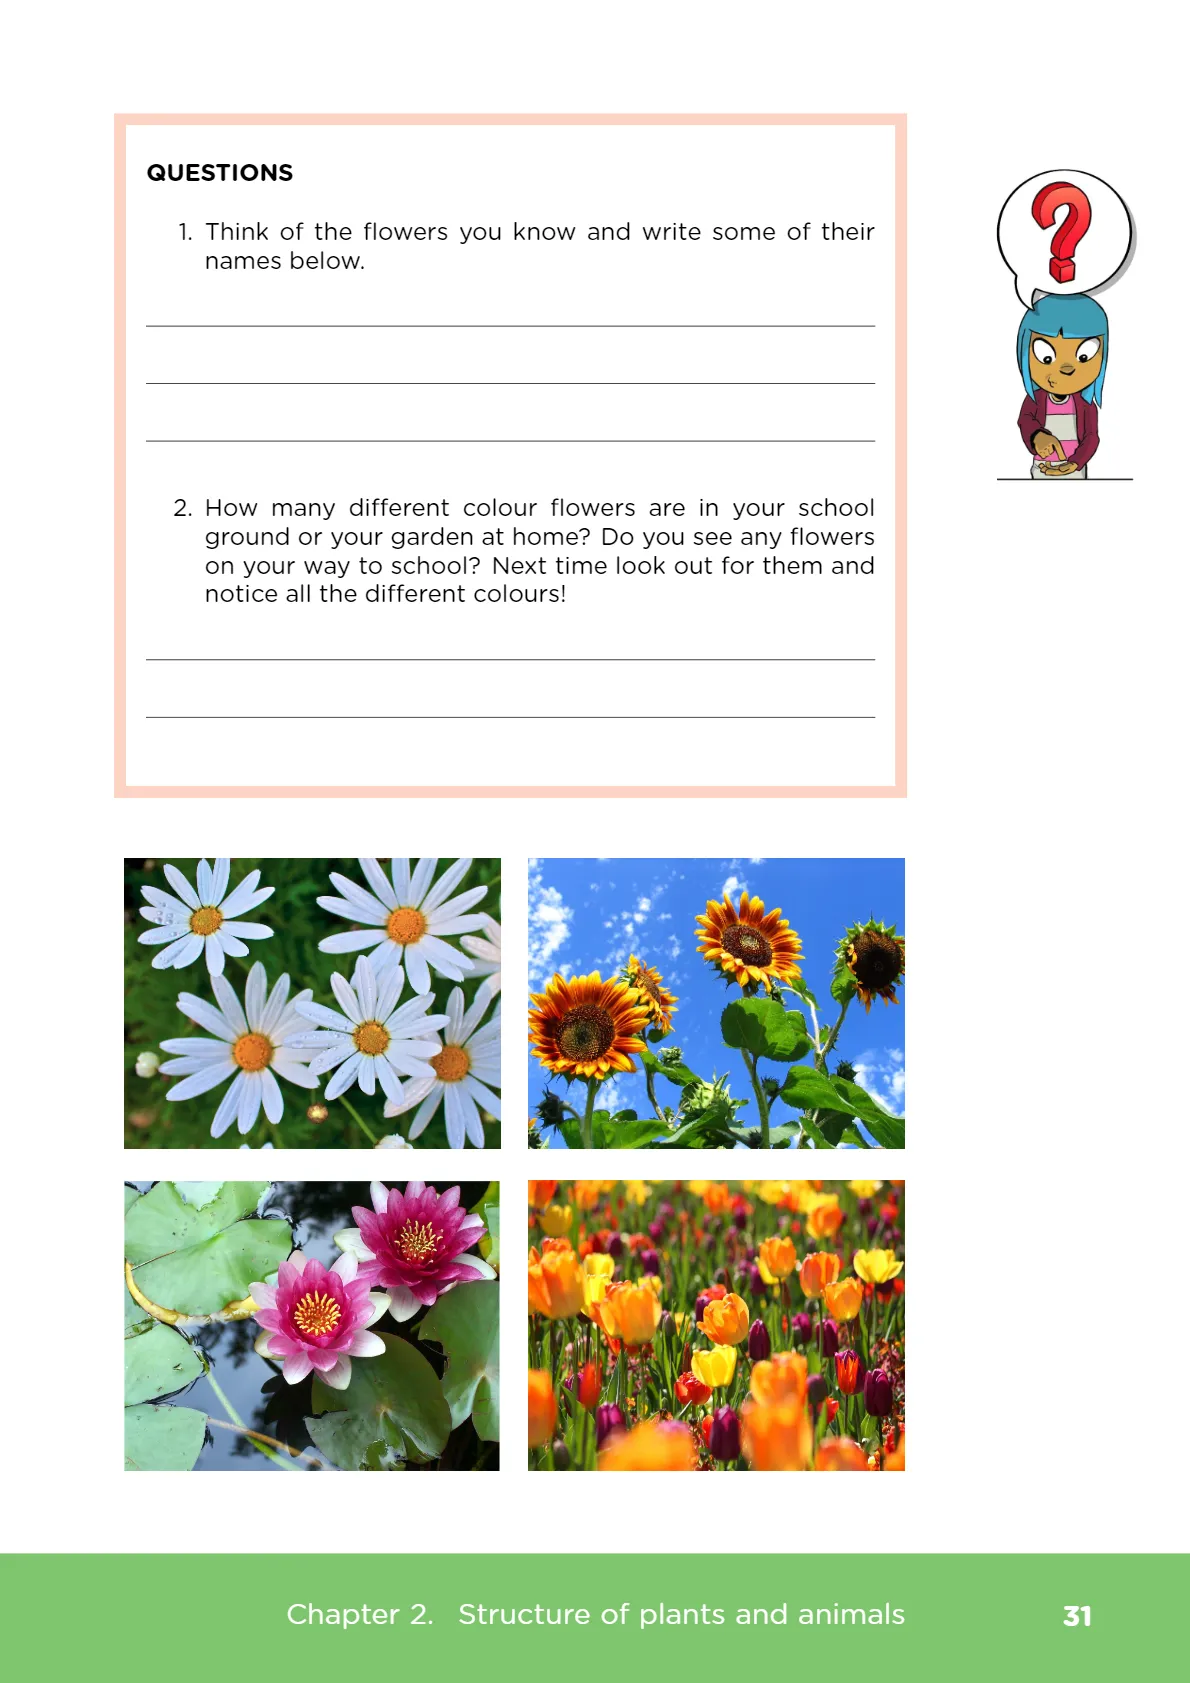 QUESTIONS
1. Think of the flowers you know and write some of their
names below.
2. How many different colour flowers are in your school
ground or your garden at home? Do you see any flowers
on your way to school? Next time look out for them and
notice all the different colours!
?
Chapter 2. Structure of plants and animals 31